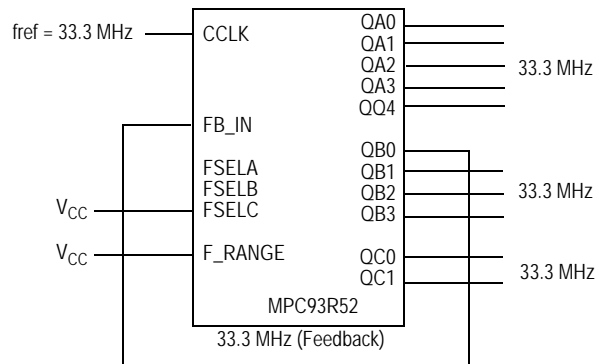 fref = 33.3 MHz
CCLK
FB_IN
FSELA
FSELB
VCC
FSELC
VCC
F_RANGE
QA0
QA1
QA2
QA3
QQ4
33.3 MHz
QB0
QB1
QB2
QB3
33.3 MHz
QC0
QC1
33.3 MHz
MPC93R52
33.3 MHz (Feedback)